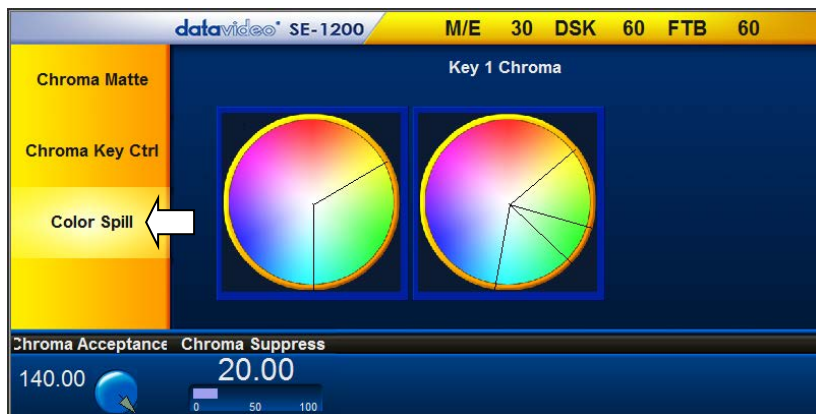 datavideo SE-1200 M/E 30 DSK 60 FTB 60
Key 1 Chroma
Chroma Matte
Chroma Key Ctrl
Color Spill
Chroma Acceptance Chroma Suppress
140.00 20.00
0 50 100